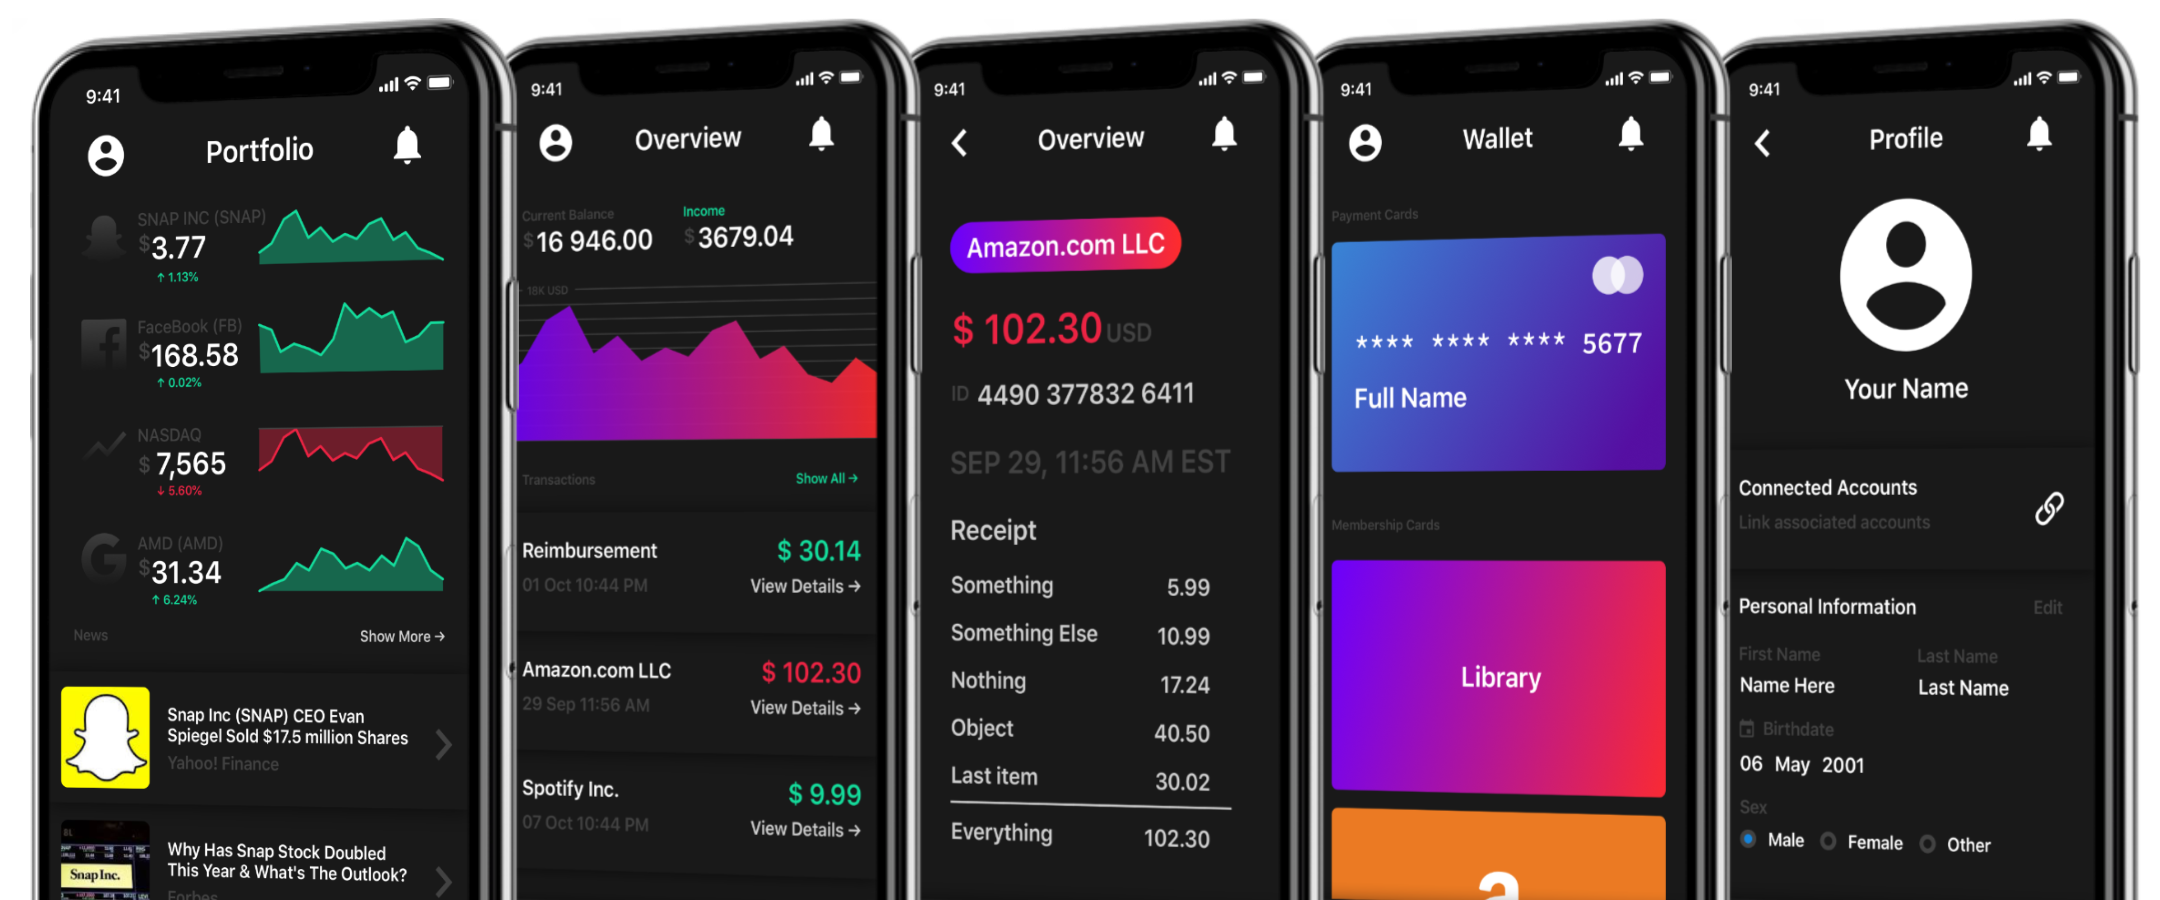 9:41
Portfolio
SNAP INC (SNAP)
$3.77
↑ 1.13%
FaceBook (FB)
$168.58
↑ 0.02%
NASDAQ
$ 7,565
↓ 5.60%
AMD (AMD)
$31.34
↑ 6.24%
News
Show More →
Snap Inc (SNAP) CEO Evan
Spiegel Sold $17.5 million Shares
Yahoo! Finance
Snap Inc.
Why Has Snap Stock Doubled
This Year & What's The Outlook?
Forbes
9:41
Overview
Current Balance
$16 946.00
Income
$3679.04
18K USD
Transactions
Show All →
Reimbursement
$ 30.14
01 Oct 10:44 PM
View Details →
Amazon.com LLC
$ 102.30
29 Sep 11:56 AM
View Details →
Spotify Inc.
$ 9.99
07 Oct 10:44 PM
View Details →
9:41
Overview
Amazon.com LLC
$ 102.30 USD
ID 4490 377832 6411
SEP 29, 11:56 AM EST
Receipt
Something 5.99
Something Else 10.99
Nothing 17.24
Object 40.50
Last item 30.02
Everything 102.30
9:41
Wallet
Payment Cards
**** **** **** 5677
Full Name
Membership Cards
Library
a
9:41
Profile
Your Name
Connected Accounts
Link associated accounts
Personal Information
Edit
First Name
Last Name
Name Here
Last Name
Birthdate
06 May 2001
Sex
Male
Female
Other